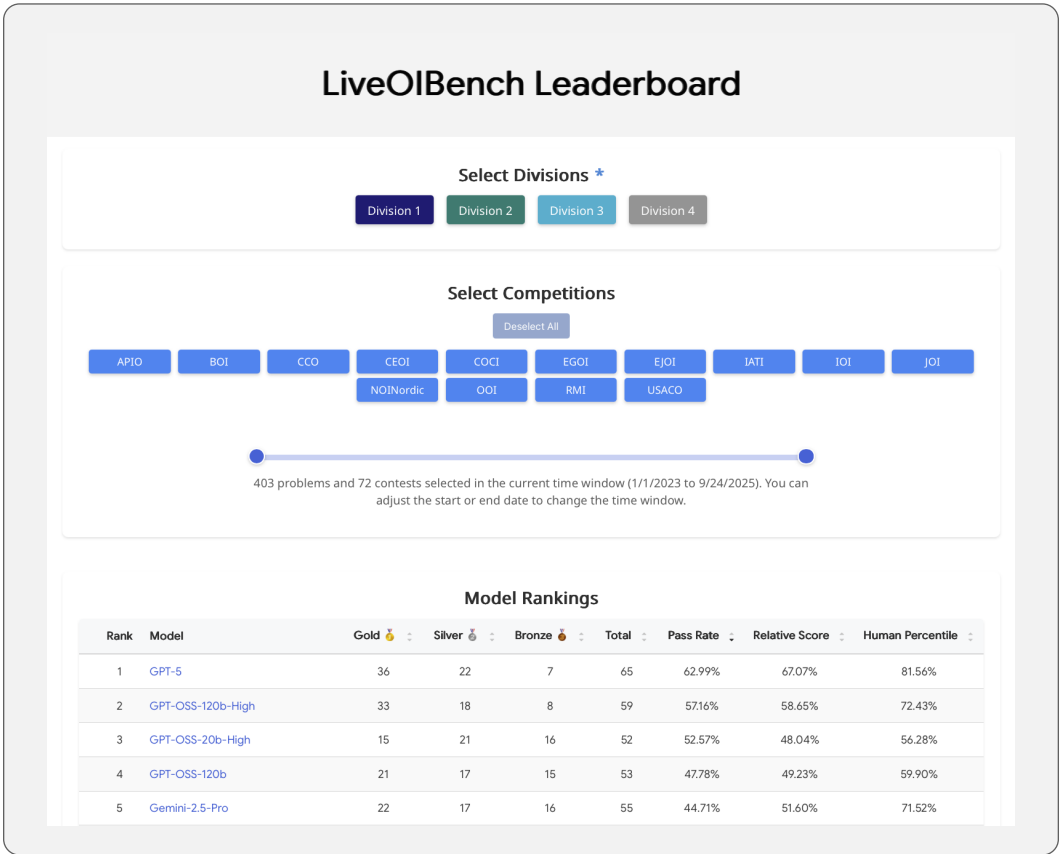 LiveOIBench Leaderboard
Select Divisions *
Division 1 Division 2 Division 3 Division 4
Select Competitions
Deselect All
APIO BOI CCO CEOI COCI EGOI EJOI IATI IOI JOI
NOINordic OOI RMI USACO
403 problems and 72 contests selected in the current time window (1/1/2023 to 9/24/2025). You can
adjust the start or end date to change the time window.
Model Rankings
Rank Model Gold Silver Bronze Total Pass Rate Relative Score Human Percentile
1 GPT-5 36 22 7 65 62.99% 67.07% 81.56%
2 GPT-OSS-120b-High 33 18 8 59 57.16% 58.65% 72.43%
3 GPT-OSS-20b-High 15 21 16 52 52.57% 48.04% 56.28%
4 GPT-OSS-120b 21 17 15 53 47.78% 49.23% 59.90%
5 Gemini-2.5-Pro 22 17 16 55 44.71% 51.60% 71.52%